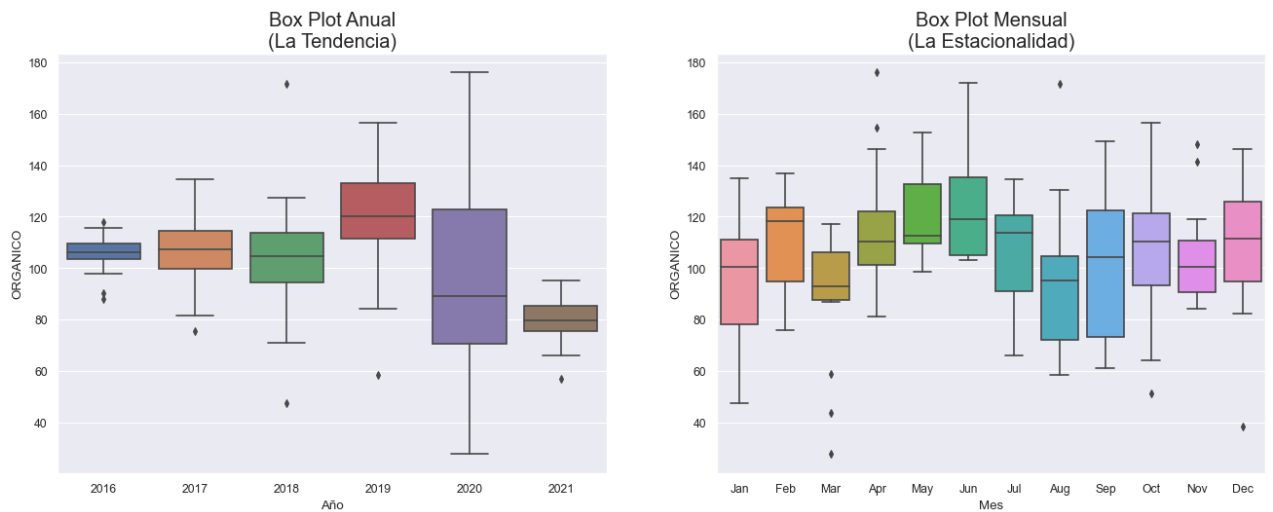 Box Plot Anual
(La Tendencia)
180
160
140
120
100
80
60
40
ORGANICO
2016 2017 2018 2019 2020 2021
Año
Box Plot Mensual
(La Estacionalidad)
180
160
140
120
100
80
60
40
ORGANICO
Jan Feb Mar Apr May Jun Jul Aug Sep Oct Nov Dec
Mes